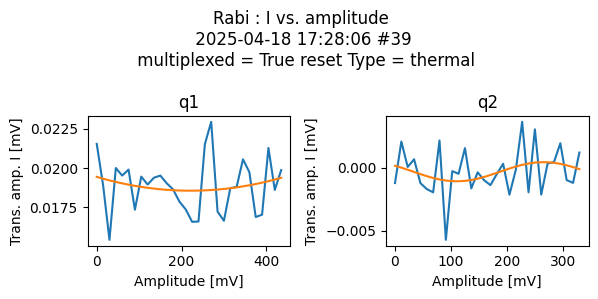 Rabi : I vs. amplitude
2025-04-18 17:28:06 #39
multiplexed = True reset Type = thermal
q1
q2
Trans. amp. I [mV]
0.0225
0.0200
0.0175
0
200
400
Amplitude [mV]
Trans. amp. I [mV]
0.000
−0.005
0
100
200
300
Amplitude [mV]